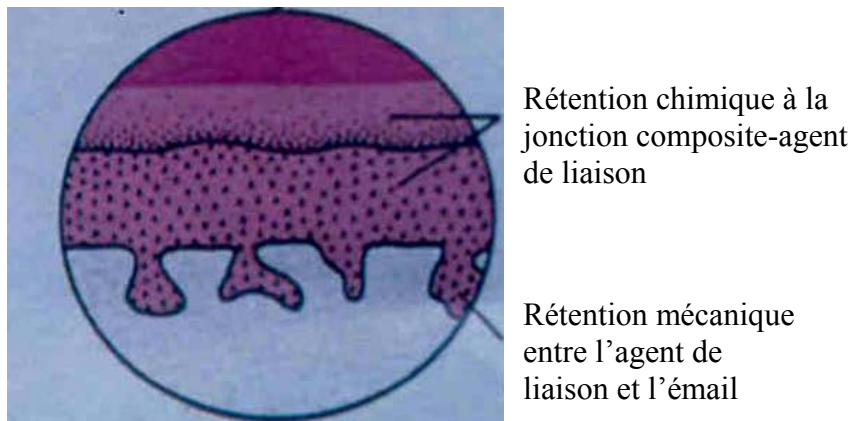 Rétention chimique à la
jonction composite-agent
de liaison
Rétention mécanique
entre l’agent de
liaison et l’émail